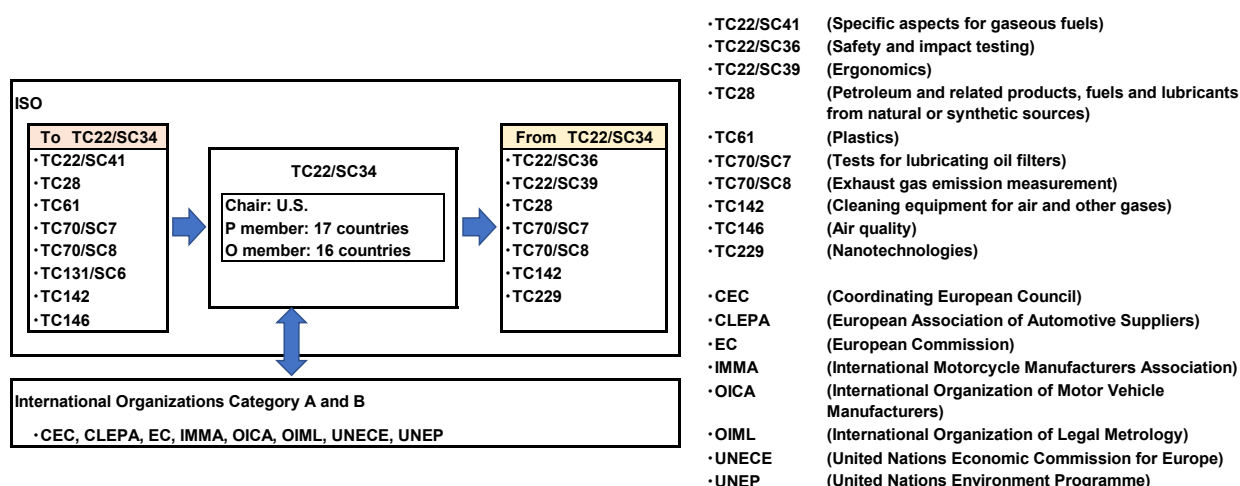 ISO
To TC22/SC34
・TC22/SC41
・TC28
・TC61
・TC70/SC7
・TC70/SC8
・TC131/SC6
・TC142
・TC146
TC22/SC34
Chair: U.S.
P member: 17 countries
O member: 16 countries
From TC22/SC34
・TC22/SC36
・TC22/SC39
・TC28
・TC70/SC7
・TC70/SC8
・TC142
・TC229
International Organizations Category A and B
・CEC, CLEPA, EC, IMMA, OICA, OIML, UNECE, UNEP
・TC22/SC41 (Specific aspects for gaseous fuels)
・TC22/SC36 (Safety and impact testing)
・TC22/SC39 (Ergonomics)
・TC28 (Petroleum and related products, fuels and lubricants
from natural or synthetic sources)
・TC61 (Plastics)
・TC70/SC7 (Tests for lubricating oil filters)
・TC70/SC8 (Exhaust gas emission measurement)
・TC142 (Cleaning equipment for air and other gases)
・TC146 (Air quality)
・TC229 (Nanotechnologies)
・CEC (Coordinating European Council)
・CLEPA (European Association of Automotive Suppliers)
・EC (European Commission)
・IMMA (International Motorcycle Manufacturers Association)
・OICA (International Organization of Motor Vehicle
Manufacturers)
・OIML (International Organization of Legal Metrology)
・UNECE (United Nations Economic Commission for Europe)
・UNEP (United Nations Environment Programme)